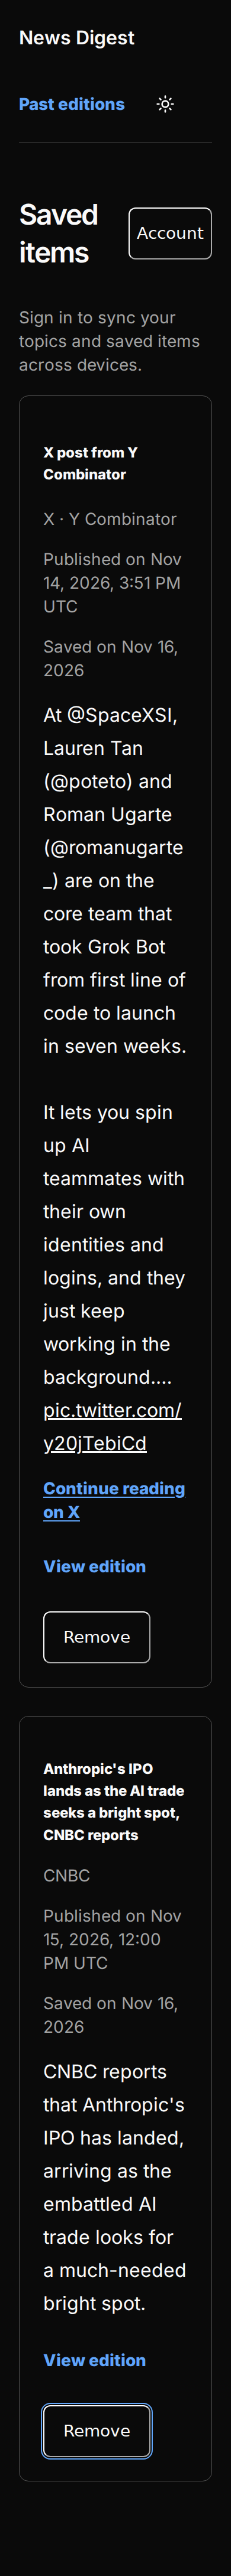 News Digest
Past editions
Saved
items
Account
Sign in to sync your
topics and saved items
across devices.
X post from Y
Combinator
X · Y Combinator
Published on Nov
14, 2026, 3:51 PM
UTC
Saved on Nov 16,
2026
At @SpaceXSI,
Lauren Tan
(@poteto) and
Roman Ugarte
(@romanugarte
_) are on the
core team that
took Grok Bot
from first line of
code to launch
in seven weeks.
It lets you spin
up AI
teammates with
their own
identities and
logins, and they
just keep
working in the
background....
pic.twitter.com/
y20jTebiCd
Continue reading
on X
View edition
Remove
Anthropic's IPO
lands as the AI trade
seeks a bright spot,
CNBC reports
CNBC
Published on Nov
15, 2026, 12:00
PM UTC
Saved on Nov 16,
2026
CNBC reports
that Anthropic's
IPO has landed,
arriving as the
embattled AI
trade looks for
a much-needed
bright spot.
View edition
Remove